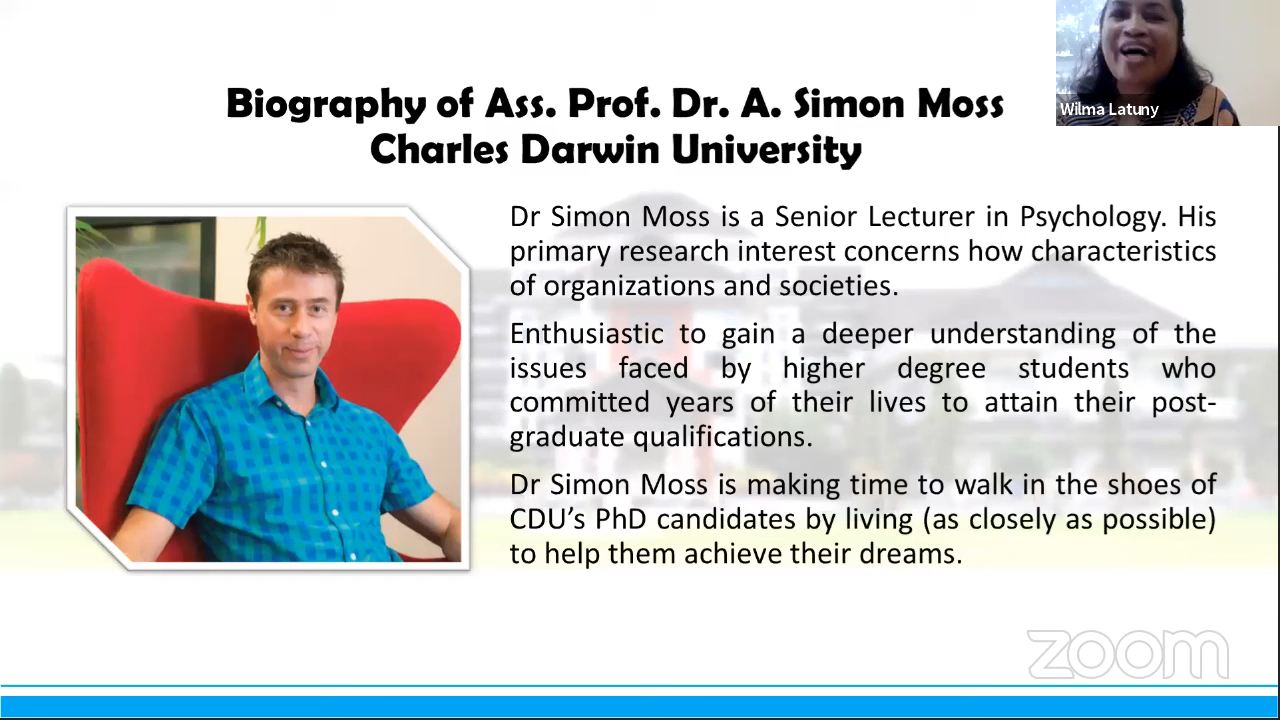 Biography of Ass. Prof. Dr. A. Simon Moss
Charles Darwin University
Wilma Latuny
Dr Simon Moss is a Senior Lecturer in Psychology. His
primary research interest concerns how characteristics
of organizations and societies.
Enthusiastic to gain a deeper understanding of the
issues faced by higher degree students who
committed years of their lives to attain their post-
graduate qualifications.
Dr Simon Moss is making time to walk in the shoes of
CDU’s PhD candidates by living (as closely as possible)
to help them achieve their dreams.
zoom